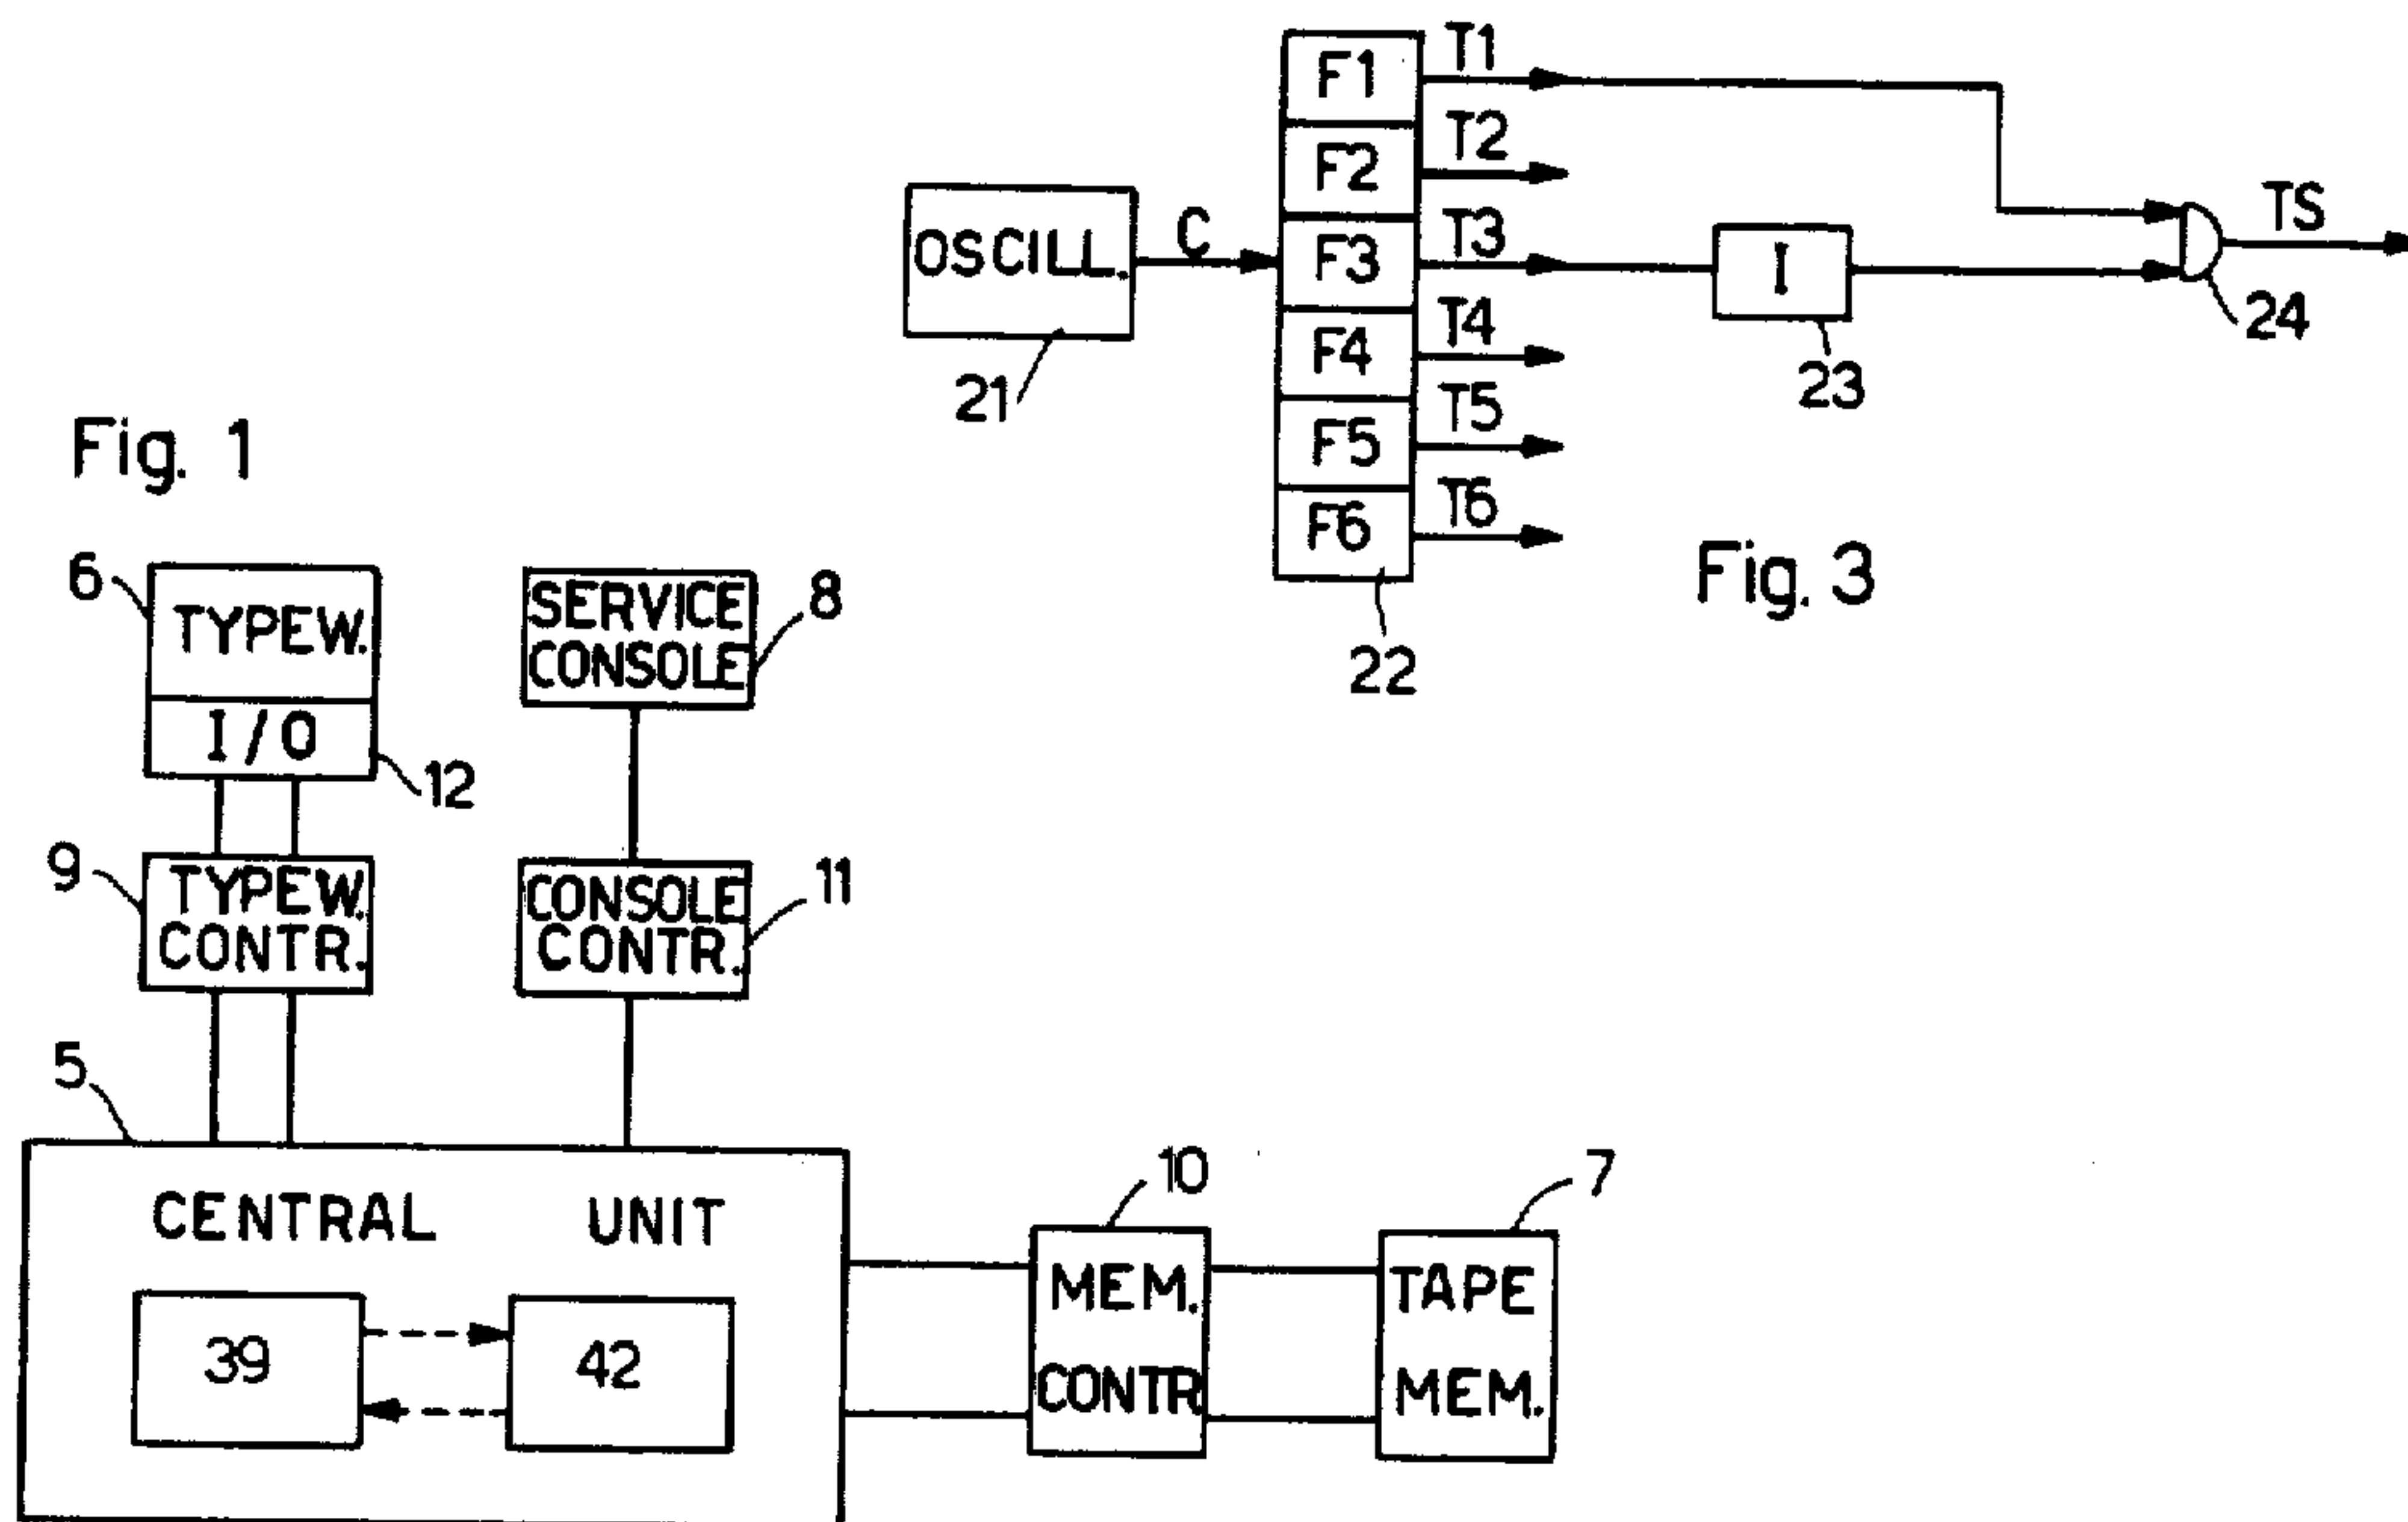 Fig. 1
6
TYPEW.
I/O
12
SERVICE
CONSOLE
8
9
TYPEW.
CONTR.
CONSOLE
CONTR.
11
5
CENTRAL UNIT
39
42
10
MEM.
CONTR
7
TAPE
MEM.
OSCILL.
21
C
F1
T1
F2
T2
F3
T3
F4
T4
F5
T5
F6
T6
22
I
23
24
TS
Fig. 3